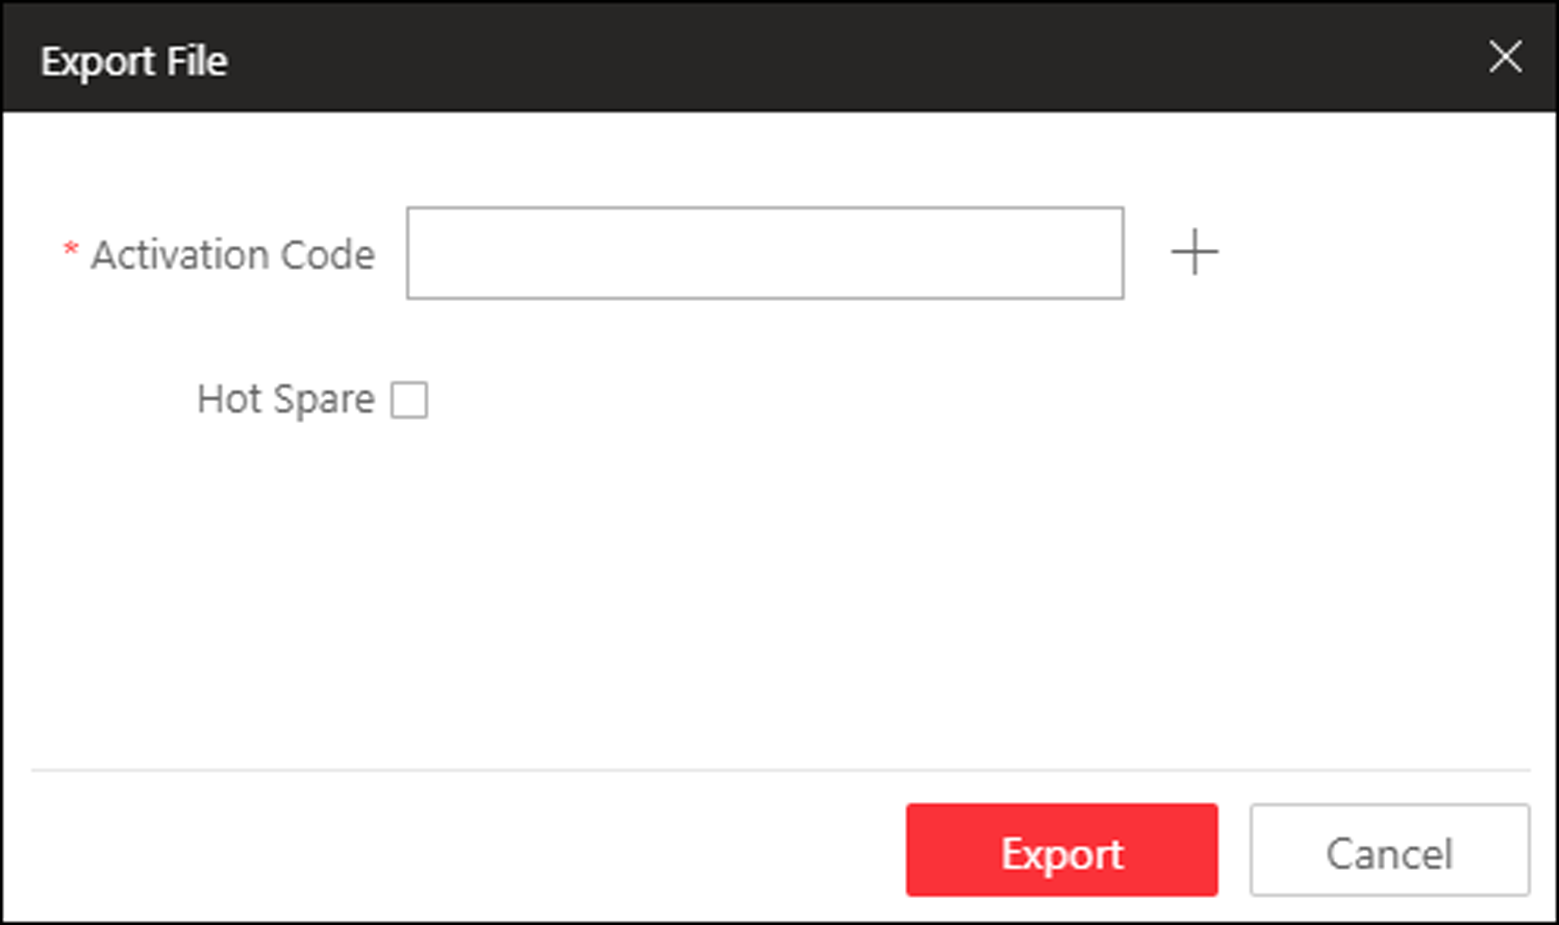 Export File
* Activation Code
Hot Spare
Export
Cancel